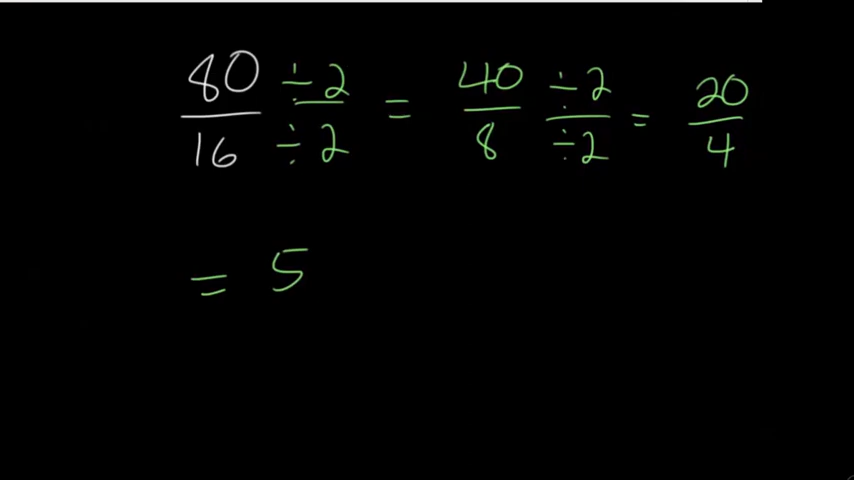 80/16 ÷2/÷2 = 40/8 ÷2/÷2 = 20/4
= 5